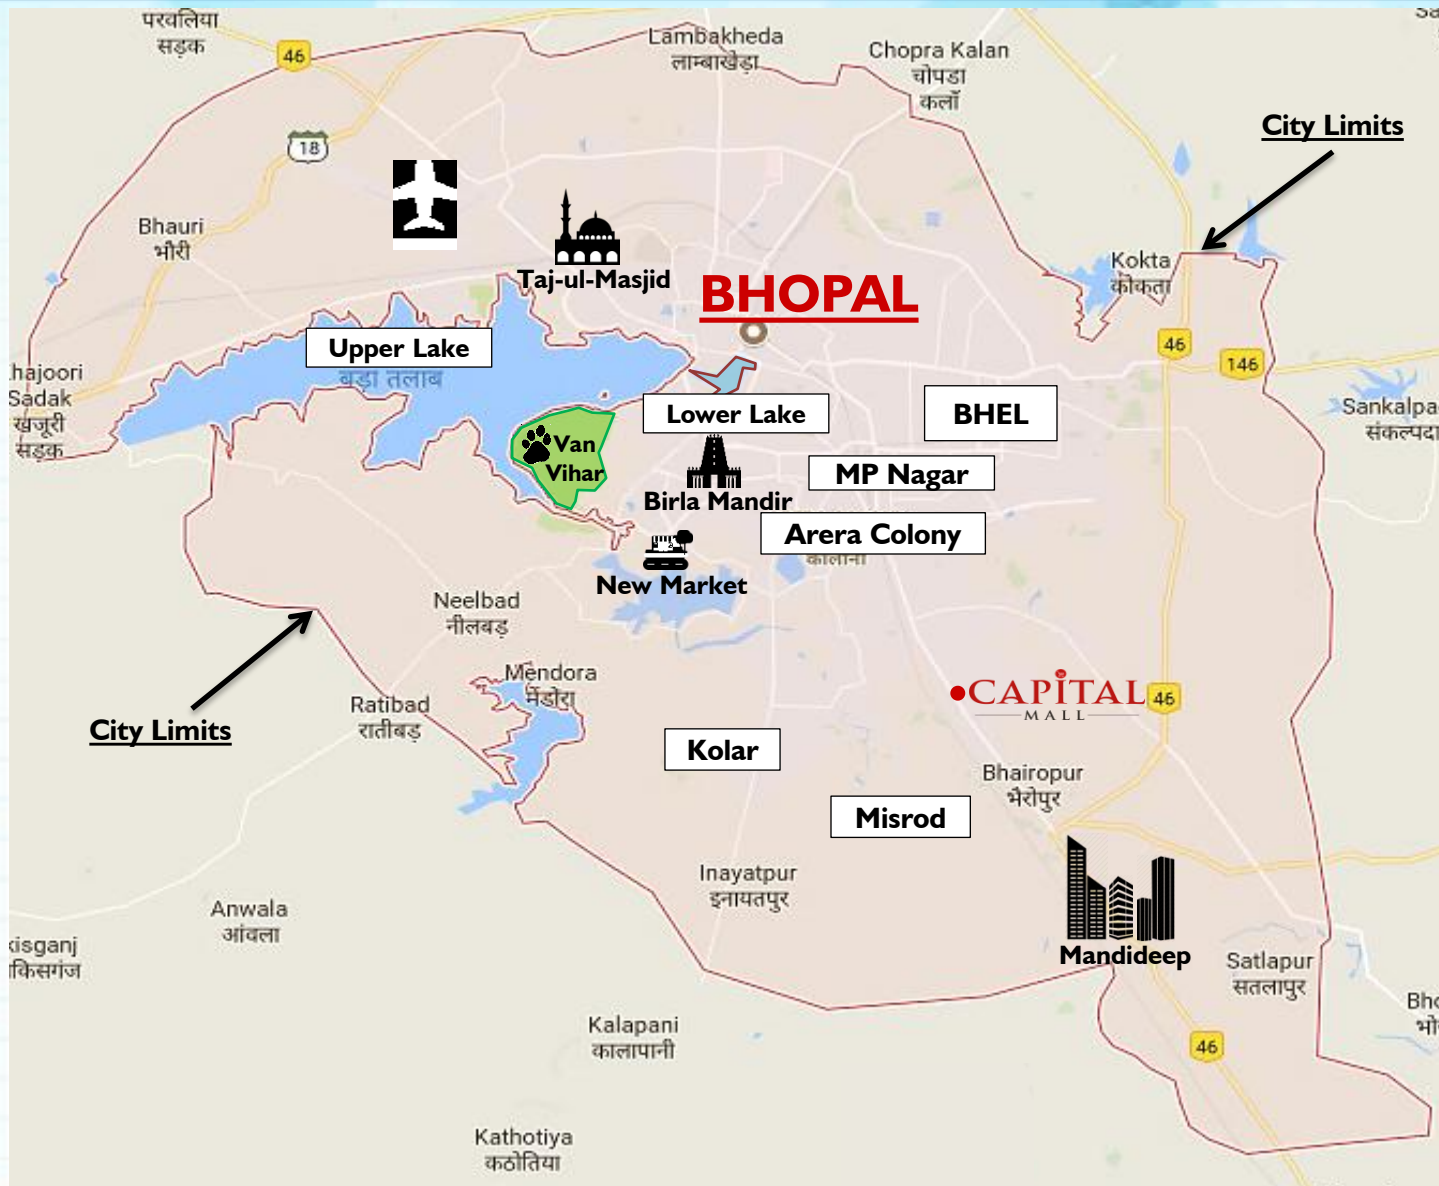 परवलिया
सड़क
46
Lambakheda
लाम्बाखेड़ा
Chopra Kalan
चोपडा
कलाँ
City Limits
18
Bhauri
भौरी
Taj-ul-Masjid
BHOPAL
Kokta
कोकता
46
146
Upper Lake
बड़ा तालाब
hajoori
Sadak
खजूरी
सड़क
Lower Lake
BHEL
Sankalpa
संकल्पदा
Van
Vihar
MP Nagar
Birla Mandir
Arera Colony
New Market
Neelbad
नीलबड़
Mendora
मेंडोरा
Ratibad
रातीबड़
City Limits
CAPITAL
MALL
46
Kolar
Bhairopur
भैरोपुर
Misrod
Inayatpur
इनायतपुर
Anwala
आंवला
kisganj
किसगंज
Mandideep
Satlapur
सतलापुर
Bho
भो
Kalapani
कालापानी
46
Kathotiya
कठोतिया